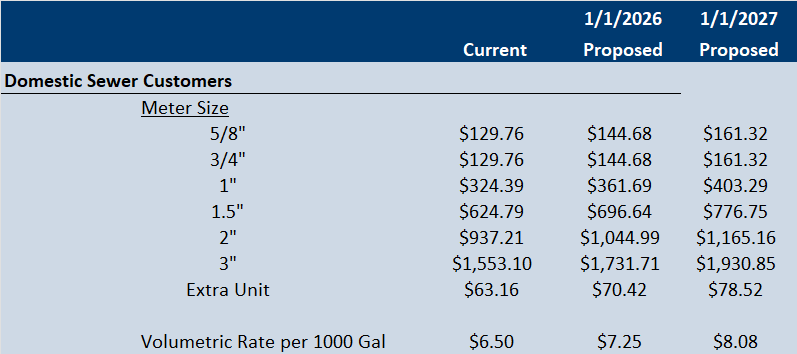 1/1/2026 1/1/2027
Current Proposed Proposed
Domestic Sewer Customers
Meter Size
5/8" $129.76 $144.68 $161.32
3/4" $129.76 $144.68 $161.32
1" $324.39 $361.69 $403.29
1.5" $624.79 $696.64 $776.75
2" $937.21 $1,044.99 $1,165.16
3" $1,553.10 $1,731.71 $1,930.85
Extra Unit $63.16 $70.42 $78.52
Volumetric Rate per 1000 Gal $6.50 $7.25 $8.08